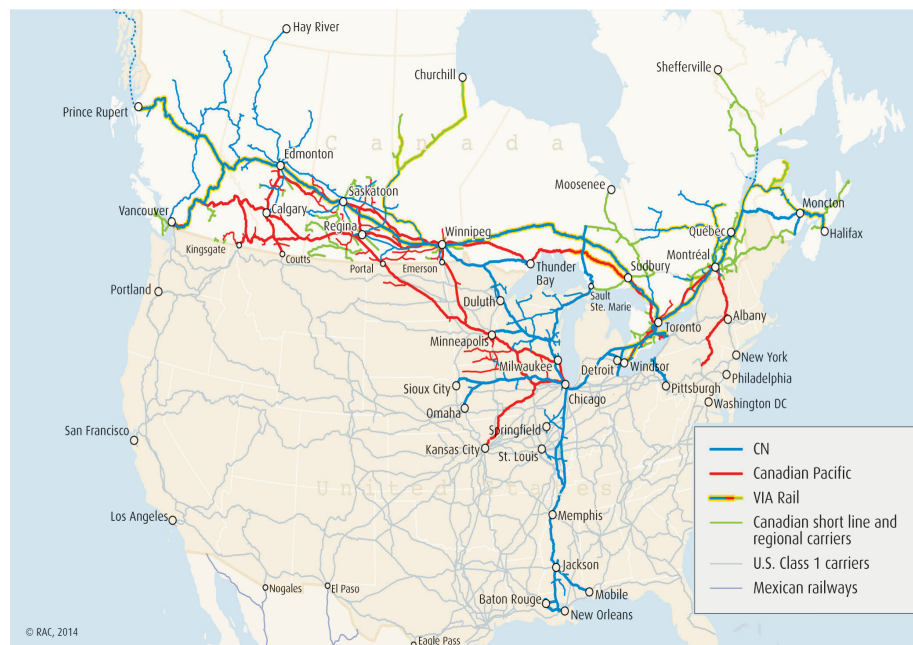 Hay River
Churchill
Shefferville
Prince Rupert
Canada
Edmonton
Moosenee
Saskatoon
Moncton
Vancouver
Calgary
Regina
Winnipeg
Québec
Halifax
Kingsgate
Coutts
Portal
Emerson
Thunder
Bay
Sudbury
Montréal
Portland
Duluth
Sault
Ste. Marie
Toronto
Albany
Minneapolis
Milwaukee
Detroit
Windsor
New York
Sioux City
Chicago
Pittsburgh
Philadelphia
Omaha
Washington DC
San Francisco
Springfield
Kansas City
St. Louis
United States
Los Angeles
Memphis
Jackson
Nogales
El Paso
Mobile
Baton Rouge
New Orleans
Eagle Pass
CN
Canadian Pacific
VIA Rail
Canadian short line and
regional carriers
U.S. Class 1 carriers
Mexican railways
© RAC, 2014